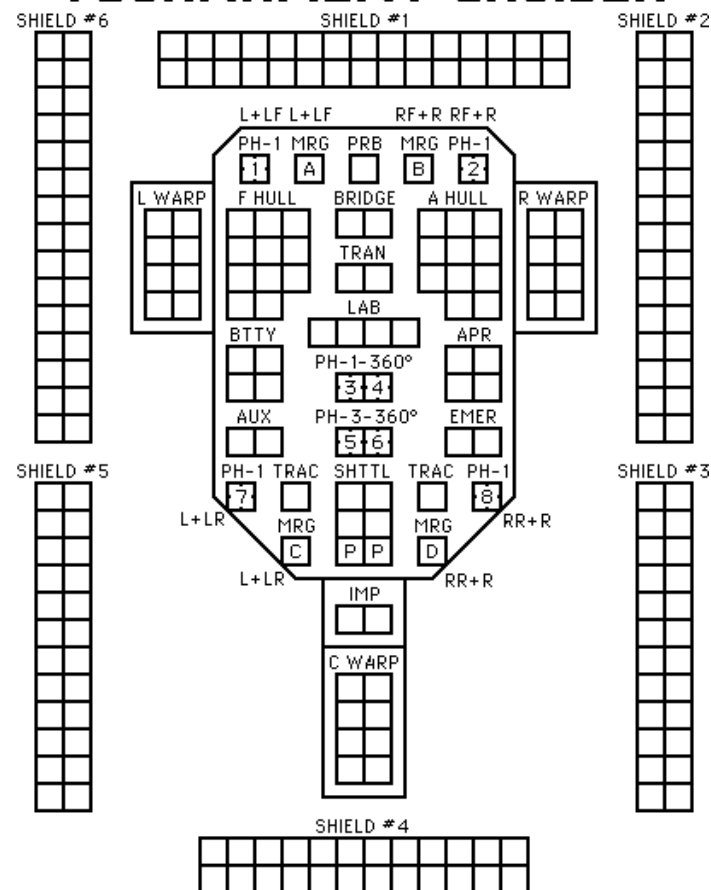 SHIELD #6 SHIELD #1 SHIELD #2
L+LF L+LF RF+R RF+R
PH-1 MRG PRB MRG PH-1
1 A B 2
L WARP F HULL BRIDGE A HULL R WARP
TRAN
LAB
BTTY APR
PH-1-360°
3 4
AUX PH-3-360° EMER
5 6
SHIELD #5 PH-1 TRAC SHTTL TRAC PH-1 SHIELD #3
7 8
L+LR MRG MRG RR+R
C P P D
L+LR RR+R
IMP
C WARP
SHIELD #4